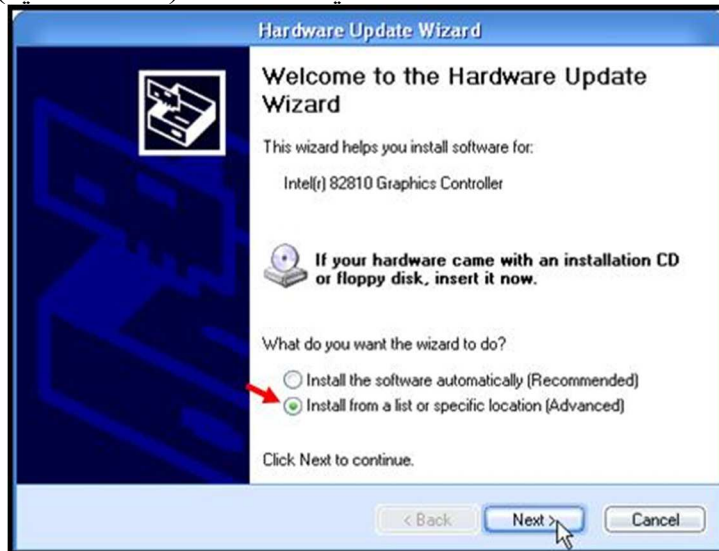 Hardware Update Wizard
Welcome to the Hardware Update
Wizard
This wizard helps you install software for:
Intel(r) 82810 Graphics Controller
If your hardware came with an installation CD
or floppy disk, insert it now.
What do you want the wizard to do?
Install the software automatically (Recommended)
Install from a list or specific location (Advanced)
Click Next to continue.
< Back
Next >
Cancel